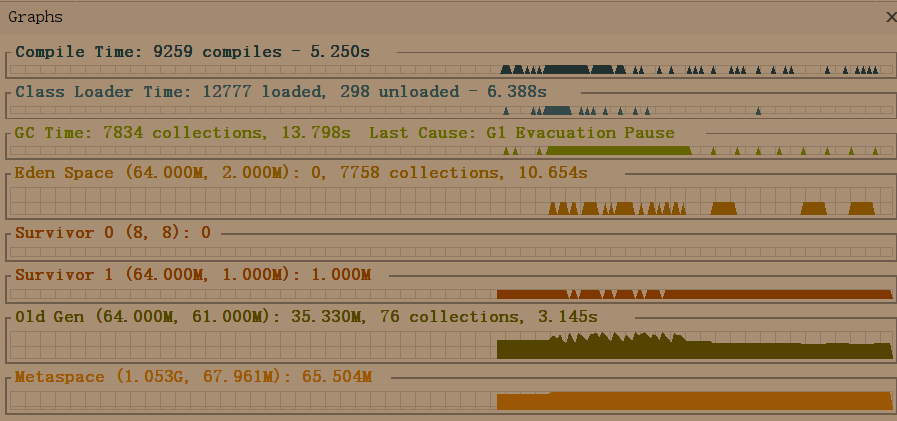 Graphs
Compile Time: 9259 compiles - 5.250s
Class Loader Time: 12777 loaded, 298 unloaded - 6.388s
GC Time: 7834 collections, 13.798s Last Cause: G1 Evacuation Pause
Eden Space (64.000M, 2.000M): 0, 7758 collections, 10.654s
Survivor 0 (8, 8): 0
Survivor 1 (64.000M, 1.000M): 1.000M
Old Gen (64.000M, 61.000M): 35.330M, 76 collections, 3.145s
Metaspace (1.053G, 67.961M): 65.504M